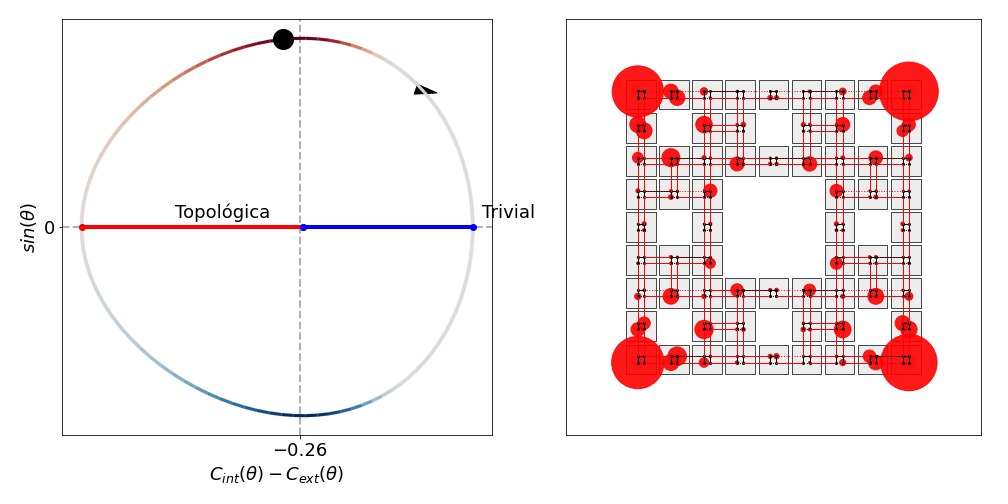 Topológica
Trivial
sin(θ)
0
−0.26
C_int(θ) − C_ext(θ)